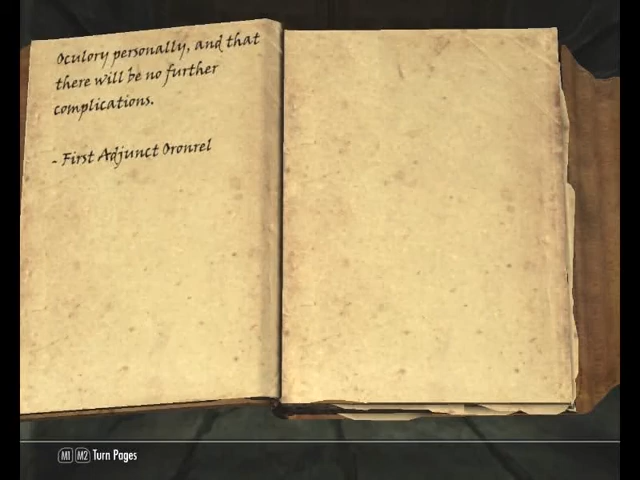 Oculory personally, and that
there will be no further
complications.
- First Adjunct Oronrel
M1 M2 Turn Pages